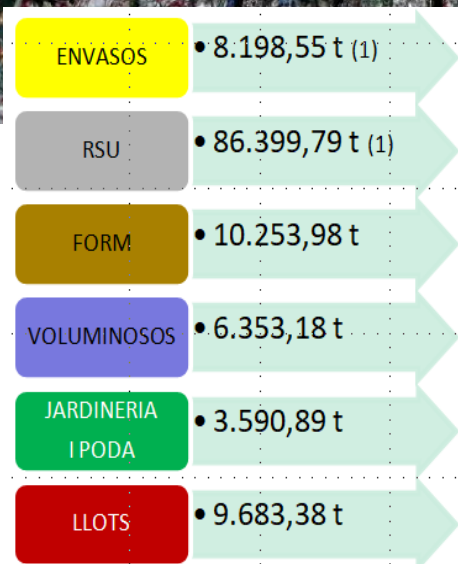 ENVASOS
• 8.198,55 t (1)
RSU
• 86.399,79 t (1)
FORM
• 10.253,98 t
VOLUMINOSOS
• 6.353,18 t
JARDINERIA
I PODA
• 3.590,89 t
LLOTS
• 9.683,38 t